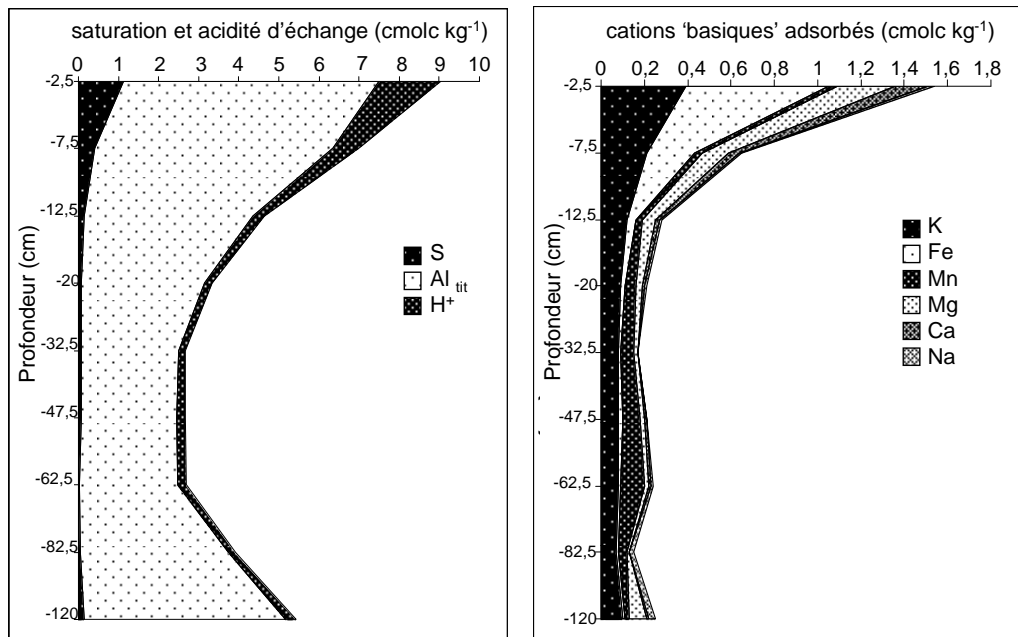 saturation et acidité d'échange (cmolc kg-1)
0 1 2 3 4 5 6 7 8 9 10
-2,5
-7,5
-12,5
-20
-32,5
-47,5
-62,5
-82,5
-120
Profondeur (cm)
S
Al tit
H+
cations 'basiques' adsorbés (cmolc kg-1)
0 0,2 0,4 0,6 0,8 1 1,2 1,4 1,6 1,8
-2,5
-7,5
-12,5
-20
-32,5
-47,5
-62,5
-82,5
-120
Profondeur (cm)
K
Fe
Mn
Mg
Ca
Na